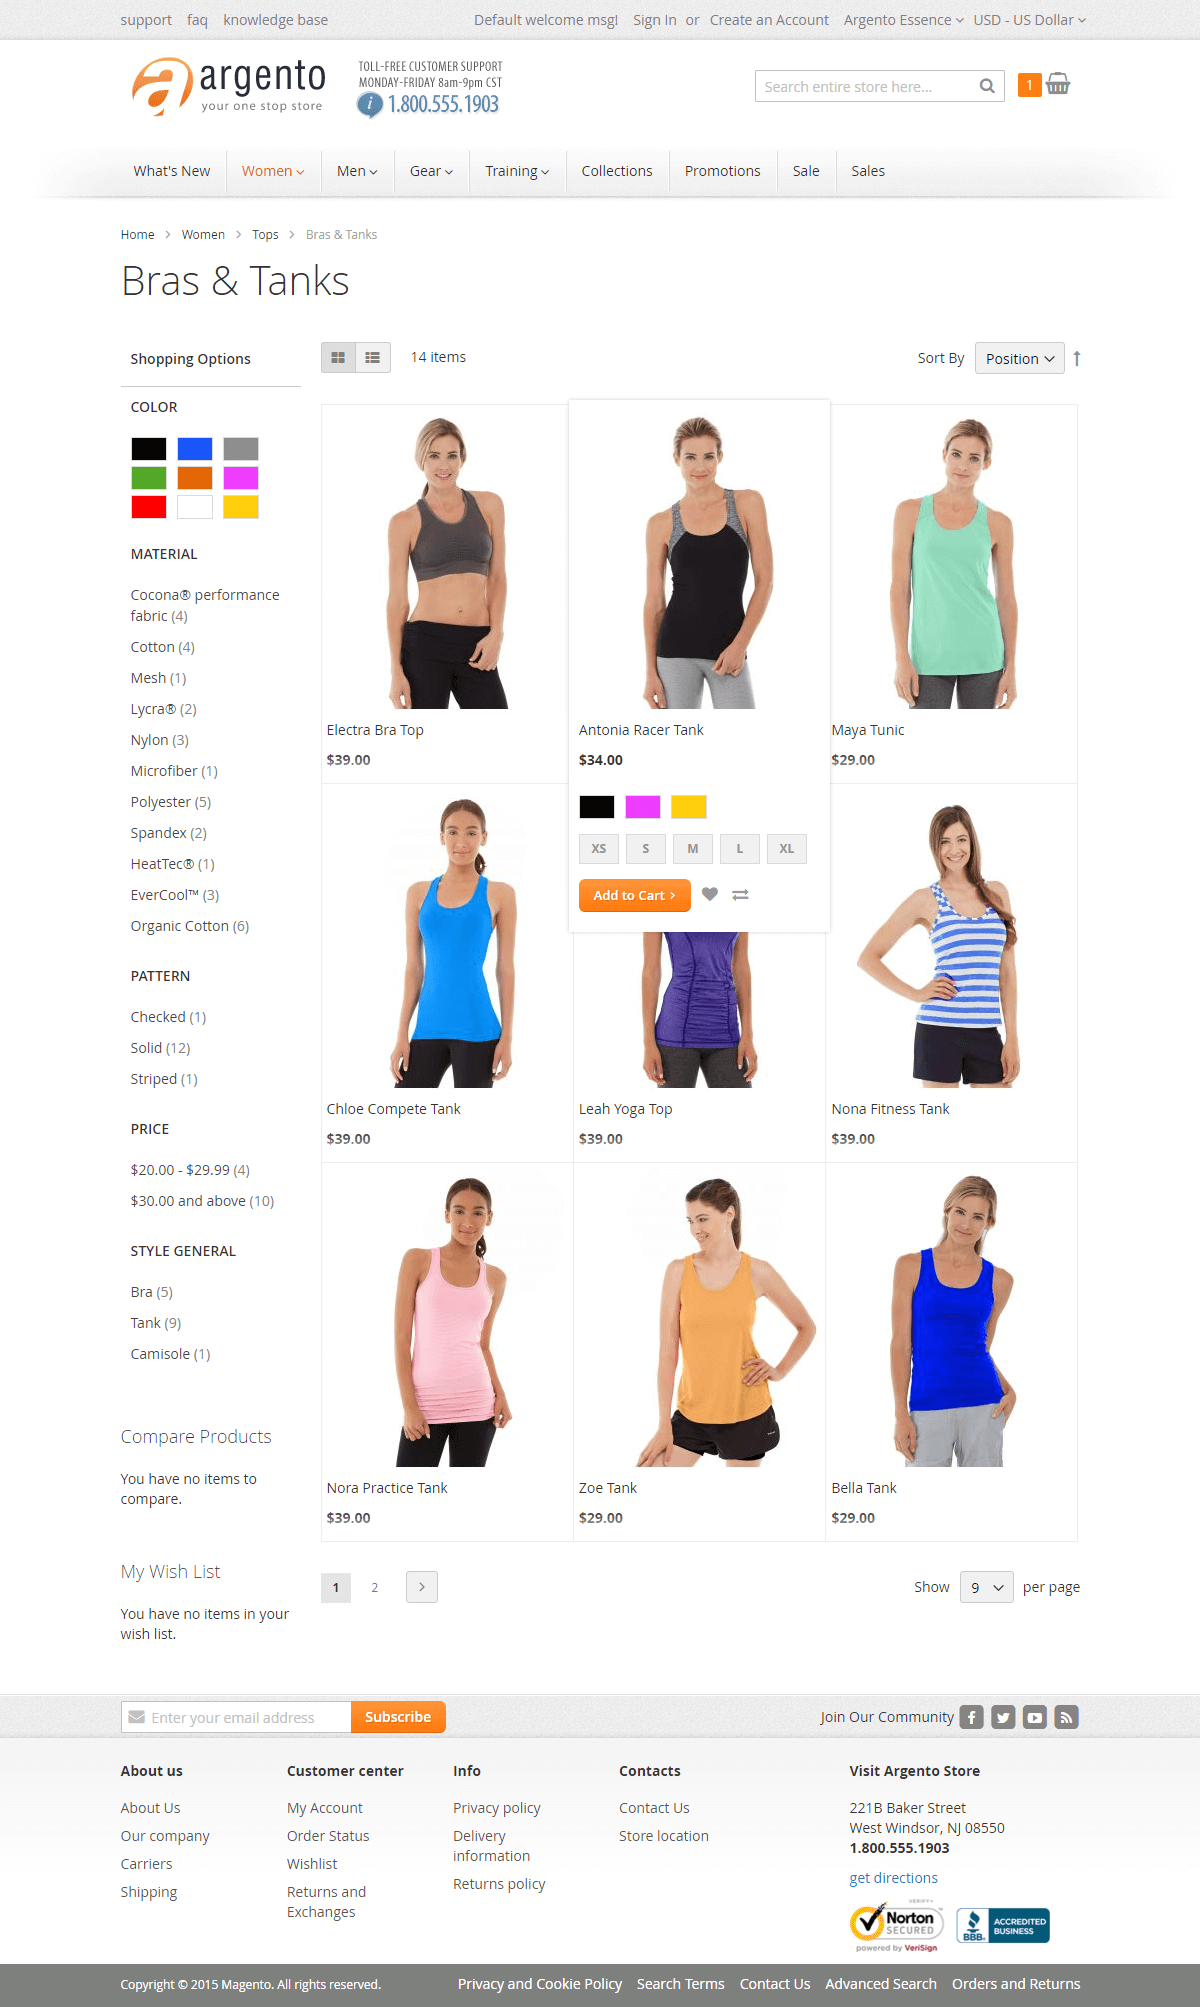 support faq knowledge base Default welcome msg! Sign In or Create an Account Argento Essence USD - US Dollar
argento
your one stop store
TOLL-FREE CUSTOMER SUPPORT
MONDAY-FRIDAY 8am-9pm CST
i 1.800.555.1903
Search entire store here...
1
What's New Women Men Gear Training Collections Promotions Sale Sales
Home > Women > Tops > Bras & Tanks
Bras & Tanks
Shopping Options
COLOR
MATERIAL
Cocona® performance
fabric (4)
Cotton (4)
Mesh (1)
Lycra® (2)
Nylon (3)
Microfiber (1)
Polyester (5)
Spandex (2)
HeatTec® (1)
EverCool™ (3)
Organic Cotton (6)
PATTERN
Checked (1)
Solid (12)
Striped (1)
PRICE
$20.00 - $29.99 (4)
$30.00 and above (10)
STYLE GENERAL
Bra (5)
Tank (9)
Camisole (1)
Compare Products
You have no items to
compare.
My Wish List
You have no items in your
wish list.
14 items
Sort By Position
Electra Bra Top
$39.00
Antonia Racer Tank
$34.00
XS S M L XL
Add to Cart ›
Maya Tunic
$29.00
Chloe Compete Tank
$39.00
Leah Yoga Top
$39.00
Nona Fitness Tank
$39.00
Nora Practice Tank
$39.00
Zoe Tank
$29.00
Bella Tank
$29.00
1 2 >
Show 9 per page
Enter your email address Subscribe
Join Our Community
About us
About Us
Our company
Carriers
Shipping
Customer center
My Account
Order Status
Wishlist
Returns and
Exchanges
Info
Privacy policy
Delivery
information
Returns policy
Contacts
Contact Us
Store location
Visit Argento Store
221B Baker Street
West Windsor, NJ 08550
1.800.555.1903
get directions
VERIFY
Norton
SECURED
powered by VeriSign
BBB.
ACCREDITED
BUSINESS
Copyright © 2015 Magento. All rights reserved.
Privacy and Cookie Policy Search Terms Contact Us Advanced Search Orders and Returns